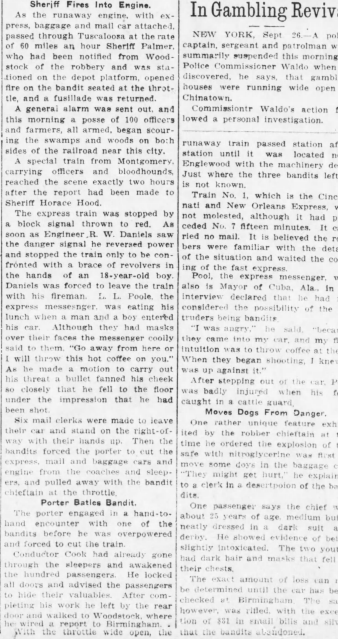 Sheriff Fires Into Engine.
As the runaway engine, with ex-
press, baggage and mail car attached,
passed through Tuscaloosa at the rate
of 60 miles an hour Sheriff Palmer,
who had been notified from Wood-
stock of the robbery and was sta-
tioned on the depot platform, opened
fire on the bandit seated at the throt-
tle, and a fusilade was returned.
A general alarm was sent out, and
this morning a posse of 100 officers
and farmers, all armed, began scour-
ing the swamps and woods on both
sides of the railroad near this city.
A special train from Montgomery,
carrying officers and bloodhounds,
reached the scene exactly two hours
after the report had been made to
Sheriff Horace Hood.
The express train was stopped by
a block signal thrown to red. As
soon as Engineer R. W. Daniels saw
the danger signal he reversed power
and stopped the train only to be con-
fronted with a brace of revolvers in
the hands of an 18-year-old boy.
Daniels was forced to leave the train
with his fireman. L. L. Poole, the
express messenger, was eating his
lunch when a man and a boy entered
his car. Although they had masks
over their faces the messenger coolly
said to them, "Go away from here or
I will throw this hot coffee on you."
As he made a motion to carry out
his threat a bullet fanned his cheek
so closely that he fell to the floor
under the impression that he had
been shot.
Six mail clerks were made to leave
their car and stand on the right-of-
way with their hands up. Then the
bandits forced the porter to cut the
express, mail and baggage cars and
engine from the coaches and sleep-
ers, and pulled away with the bandit
chieftain at the throttle.
Porter Batles Bandit.
The porter engaged in a hand-to-
hand encounter with one of the
bandits before he was overpowered
and forced to cut the train.
Conductor Cook had already gone
through the sleepers and awakened
the hundred passengers. He locked
all doors and advised the passengers
to hide their valuables. After com-
pleting his work he left by the rear
door and walked to Woodstock, where
he wired a report to Birmingham.
With the throttle wide open, the
In Gambling Reviv
NEW YORK, Sept. 26.—A pol
captain, sergeant and patrolman w
summarily suspended this morning
Police Commissioner Waldo when
discovered, he says, that gambl
houses were running wide open
Chinatown.
Commissioner Waldo's action f
lowed a personal investigation.
runaway train passed station af
station until it was located n
Englewood with the machinery de
Just where the three bandits left
is not known.
Train No. 1, which is the Cinc
nati and New Orleans Express, w
not molested, although it had p
ceded No. 7 fifteen minutes. It c
ried no mail. It is believed the r
bers were familiar with the det
of the situation and waited the co
ing of the fast express.
Pool, the express messenger, w
also is Mayor of Cuba, Ala. In
interview declared that he had
considered the possibility of the
truders being bandits.
"I was angry," he said, "beca
they came into my car, and my fi
intuition was to throw coffee at the
When they began shooting, I knew
was up against it."
After stepping out of the car, P
was badly injured when his f
caught in a cattle guard.
Moves Dogs From Danger.
One rather unique feature exh
ited by the robber chieftain at
time he ordered the explosion of
safe with nitroglycerine was first
move some dogs in the baggage c
"They might get hurt," he explain
to a clerk in a description of the ba
dits.
One passenger says the chief w
about 25 years of age, medium bui
neatly dressed in a dark suit a
derby. He showed evidence of be
slightly intoxicated. The two yout
had dark hair and masks that fell
their chests.
The exact amount of loss can
be determined until the car has be
checked at Birmingham. The sa
however, was rifled, with the exce
tion of $31 in small bills and silv
that the bandits abandoned.